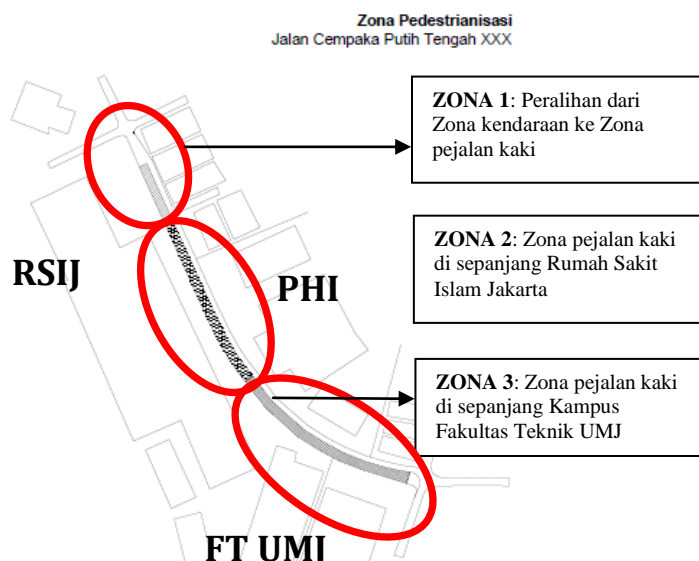 Zona Pedestrianisasi
Jalan Cempaka Putih Tengah XXX
ZONA 1: Peralihan dari
Zona kendaraan ke Zona
pejalan kaki
ZONA 2: Zona pejalan kaki
di sepanjang Rumah Sakit
Islam Jakarta
RSIJ
PHI
ZONA 3: Zona pejalan kaki
di sepanjang Kampus
Fakultas Teknik UMJ
FT UMJ